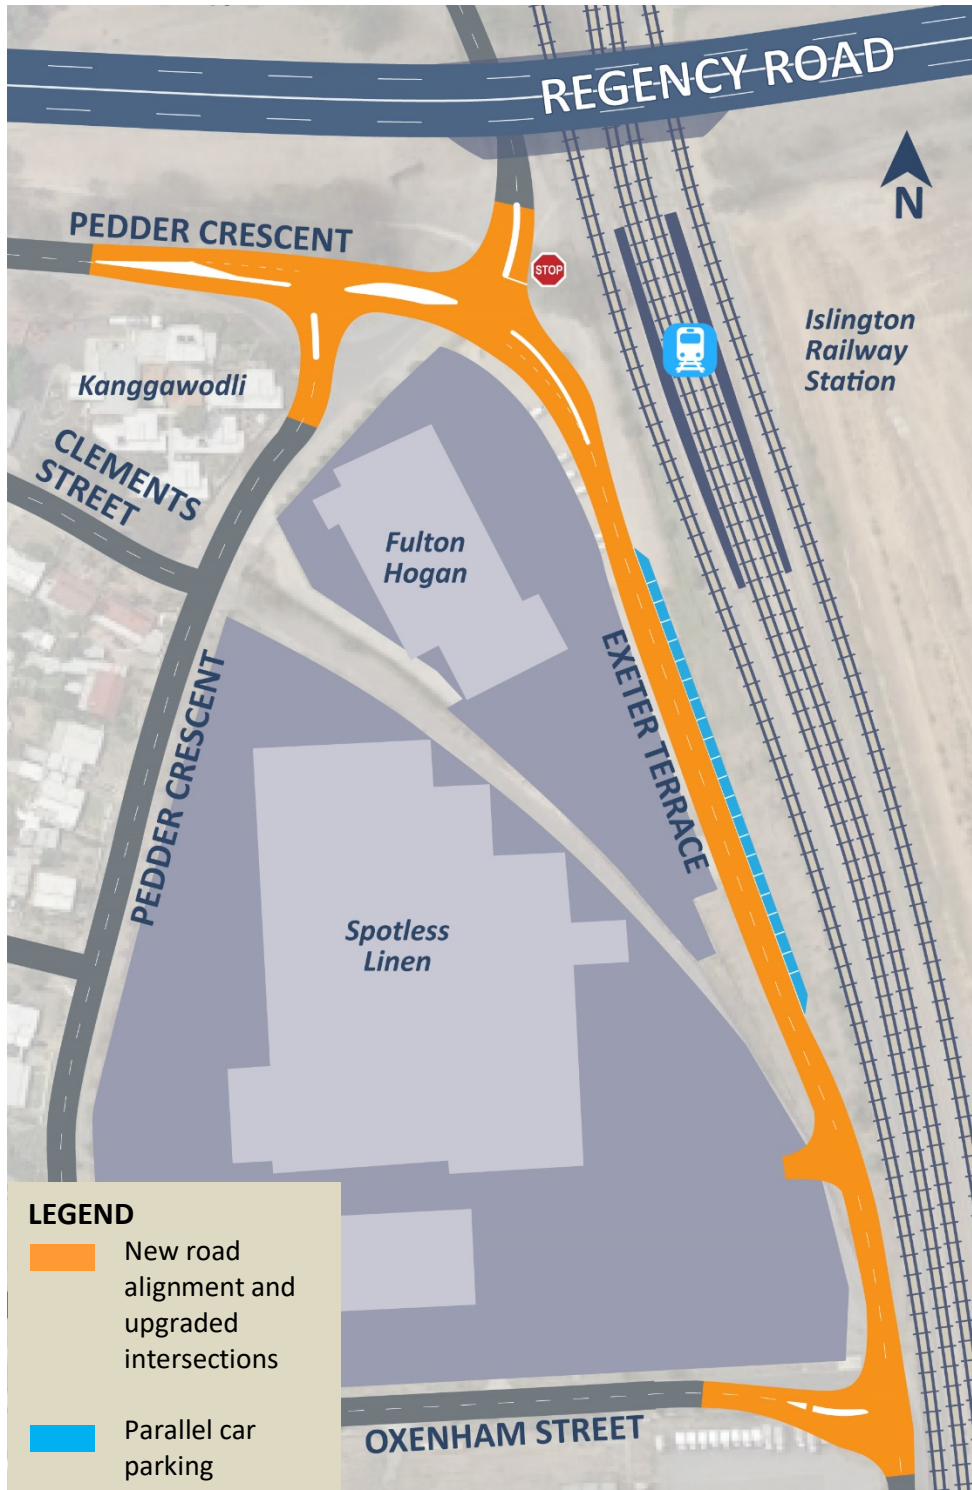 REGENCY ROAD
N
PEDDER CRESCENT
STOP
Islington
Railway
Station
Kanggawodli
CLEMENTS
STREET
Fulton
Hogan
EXETER TERRACE
PEDDER CRESCENT
Spotless
Linen
LEGEND
New road
alignment and
upgraded
intersections
Parallel car
parking
OXENHAM STREET